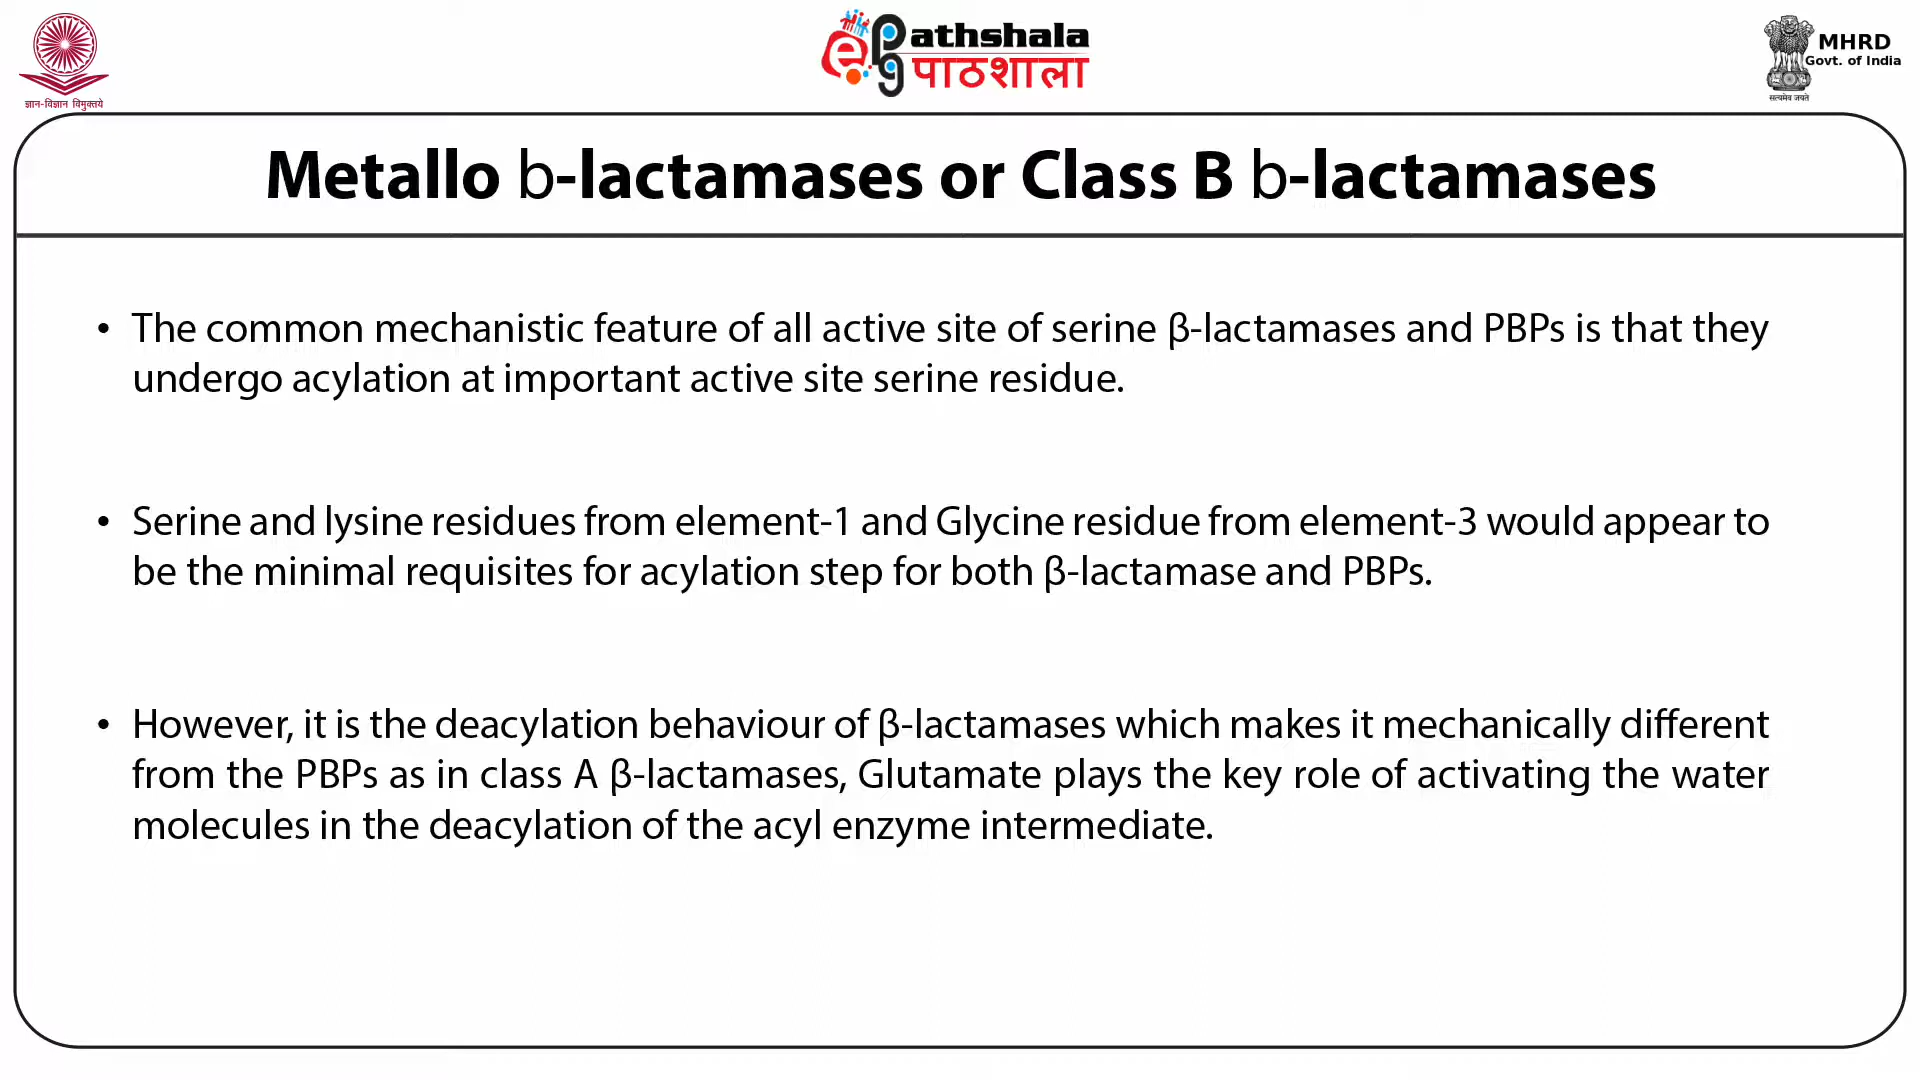 ज्ञान-विज्ञान विमुक्तये
e Pg Pathshala
पाठशाला
MHRD
Govt. of India
सत्यमेव जयते
Metallo b-lactamases or Class B b-lactamases
• The common mechanistic feature of all active site of serine β-lactamases and PBPs is that they
undergo acylation at important active site serine residue.
• Serine and lysine residues from element-1 and Glycine residue from element-3 would appear to
be the minimal requisites for acylation step for both β-lactamase and PBPs.
• However, it is the deacylation behaviour of β-lactamases which makes it mechanically different
from the PBPs as in class A β-lactamases, Glutamate plays the key role of activating the water
molecules in the deacylation of the acyl enzyme intermediate.